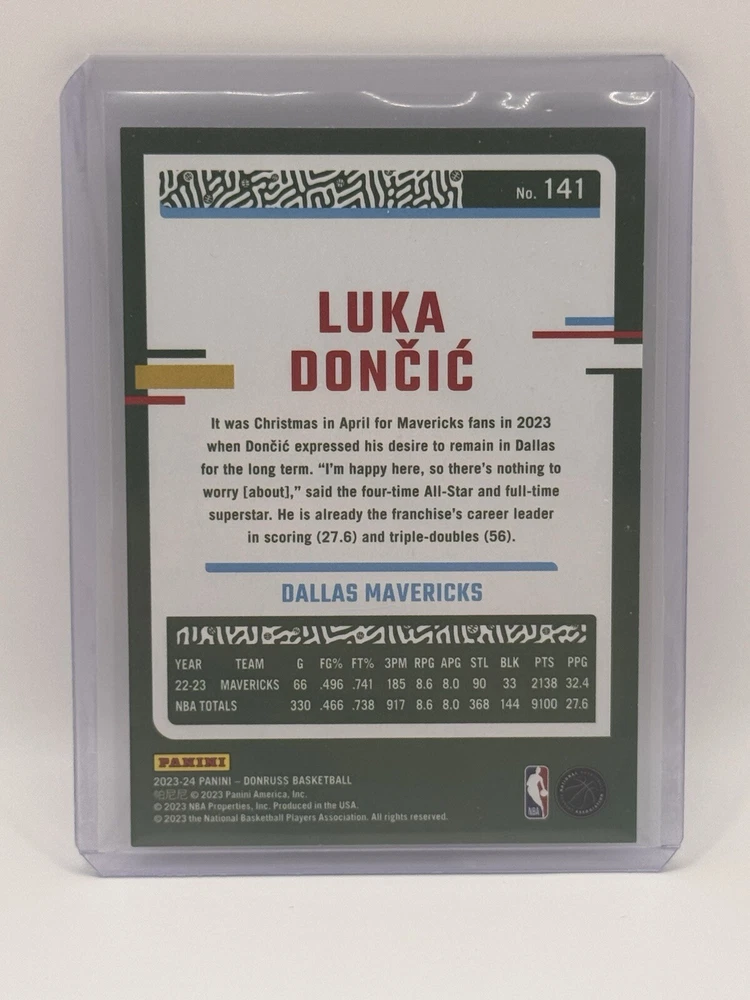 No. 141
LUKA
DONČIĆ
It was Christmas in April for Mavericks fans in 2023
when Dončić expressed his desire to remain in Dallas
for the long term. “I’m happy here, so there’s nothing to
worry [about],” said the four-time All-Star and full-time
superstar. He is already the franchise’s career leader
in scoring (27.6) and triple-doubles (56).
DALLAS MAVERICKS
YEAR TEAM G FG% FT% 3PM RPG APG STL BLK PTS PPG
22-23 MAVERICKS 66 .496 .741 185 8.6 8.0 90 33 2138 32.4
NBA TOTALS 330 .466 .738 917 8.6 8.0 368 144 9100 27.6
PANINI
2023-24 PANINI – DONRUSS BASKETBALL
帕尼尼 © 2023 Panini America, Inc.
© 2023 NBA Properties, Inc. Produced in the USA.
© 2023 the National Basketball Players Association. All rights reserved.
NBA